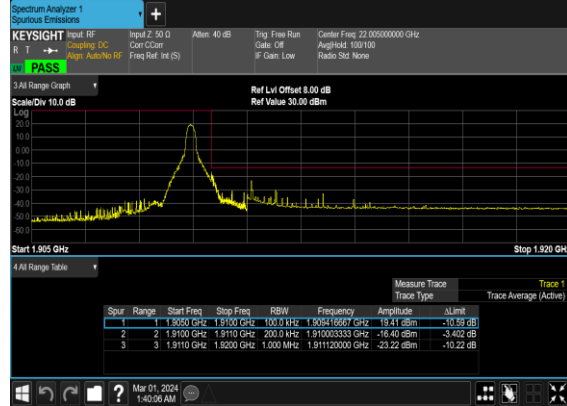 Spectrum Analyzer 1
Spurious Emissions
+
KEYSIGHT Input: RF Input Z: 50 Ω Atten: 40 dB Trig: Free Run Center Freq: 22.005000000 GHz
R T Coupling: DC Corr CCorr Gate: Off Avg|Hold: 100/100
Align: Auto/No RF Freq Ref: Int (S) IF Gain: Low Radio Std: None
LW PASS
3 All Range Graph
Ref Lvl Offset 8.00 dB
Scale/Div 10.0 dB Ref Value 30.00 dBm
Log
20.0
10.0
0.00
-10.0
-20.0
-30.0
-40.0
-50.0
-60.0
Start 1.905 GHz Stop 1.920 GHz
4 All Range Table
Measure Trace Trace 1
Trace Type Trace Average (Active)
Spur Range Start Freq Stop Freq RBW Frequency Amplitude ΔLimit
1 1 1.9050 GHz 1.9100 GHz 100.0 kHz 1.909416667 GHz 19.41 dBm -10.59 dB
2 2 1.9100 GHz 1.9110 GHz 200.0 kHz 1.910003333 GHz -16.40 dBm -3.402 dB
3 3 1.9110 GHz 1.9200 GHz 1.000 MHz 1.911120000 GHz -23.22 dBm -10.22 dB
? Mar 01, 2024
1:40:06 AM